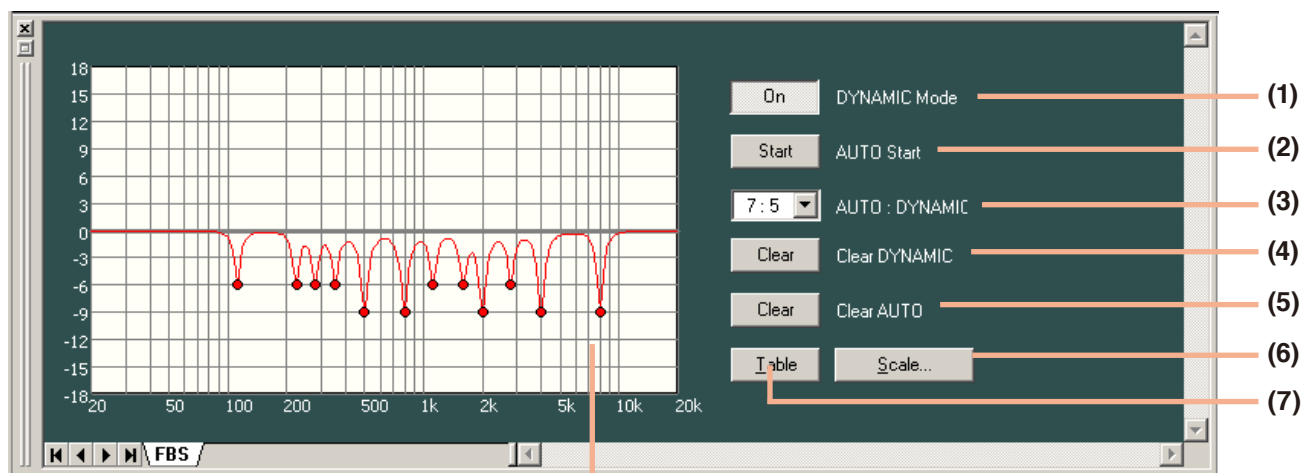 18
15
12
9
6
3
0
-3
-6
-9
-12
-15
-18
20 50 100 200 500 1k 2k 5k 10k 20k
On DYNAMIC Mode (1)
Start AUTO Start (2)
7 : 5 AUTO : DYNAMIC (3)
Clear Clear DYNAMIC (4)
Clear Clear AUTO (5)
Table Scale... (6)
(7)
FBS